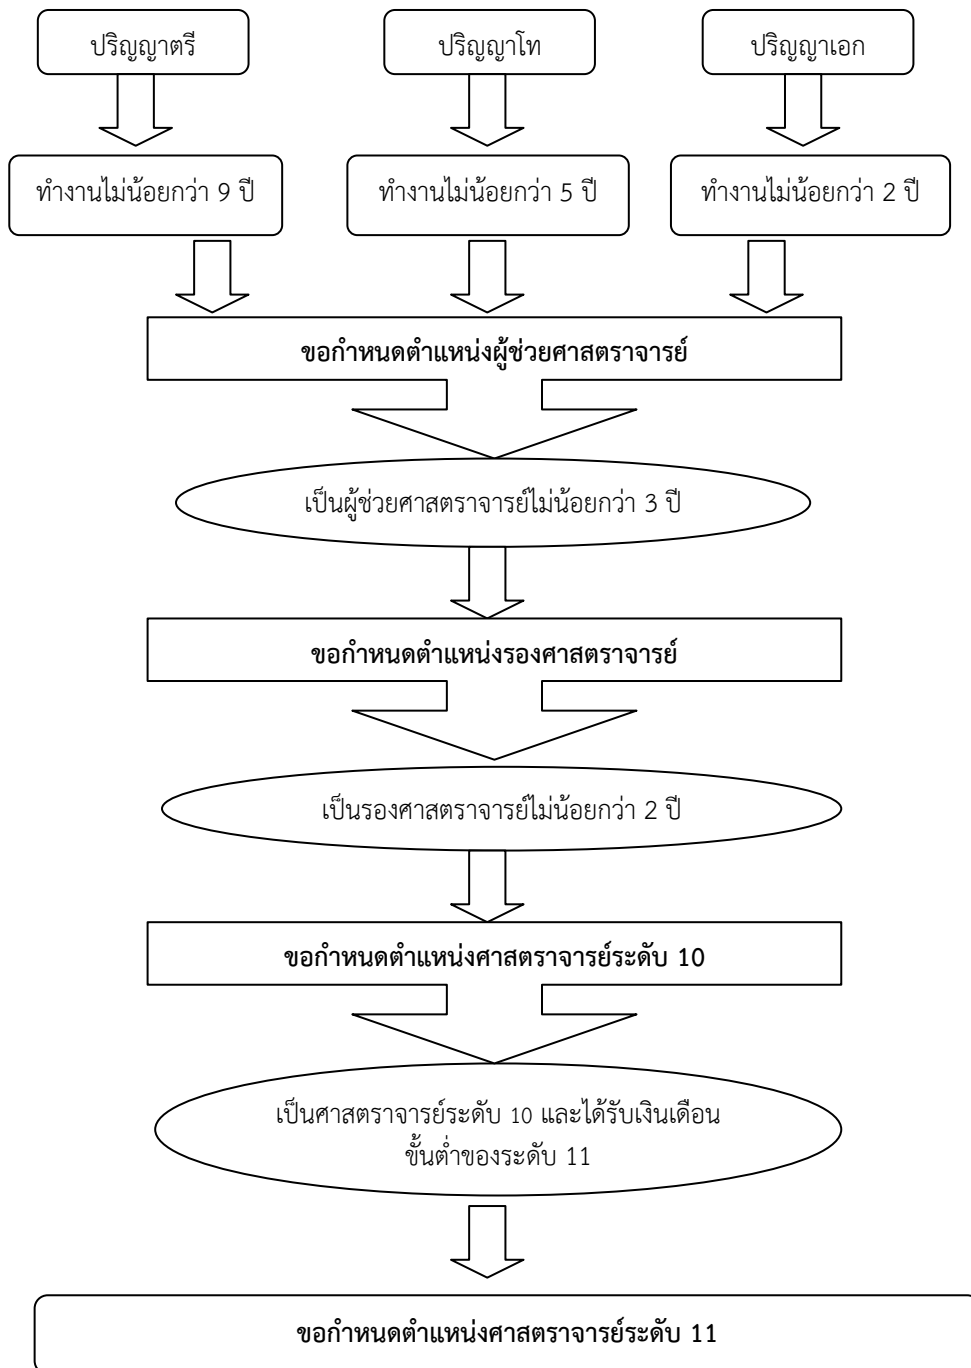 ปริญญาตรี
ปริญญาโท
ปริญญาเอก
ทำงานไม่น้อยกว่า 9 ปี
ทำงานไม่น้อยกว่า 5 ปี
ทำงานไม่น้อยกว่า 2 ปี
ขอกำหนดตำแหน่งผู้ช่วยศาสตราจารย์
เป็นผู้ช่วยศาสตราจารย์ไม่น้อยกว่า 3 ปี
ขอกำหนดตำแหน่งรองศาสตราจารย์
เป็นรองศาสตราจารย์ไม่น้อยกว่า 2 ปี
ขอกำหนดตำแหน่งศาสตราจารย์ระดับ 10
เป็นศาสตราจารย์ระดับ 10 และได้รับเงินเดือน
ขั้นต่ำของระดับ 11
ขอกำหนดตำแหน่งศาสตราจารย์ระดับ 11